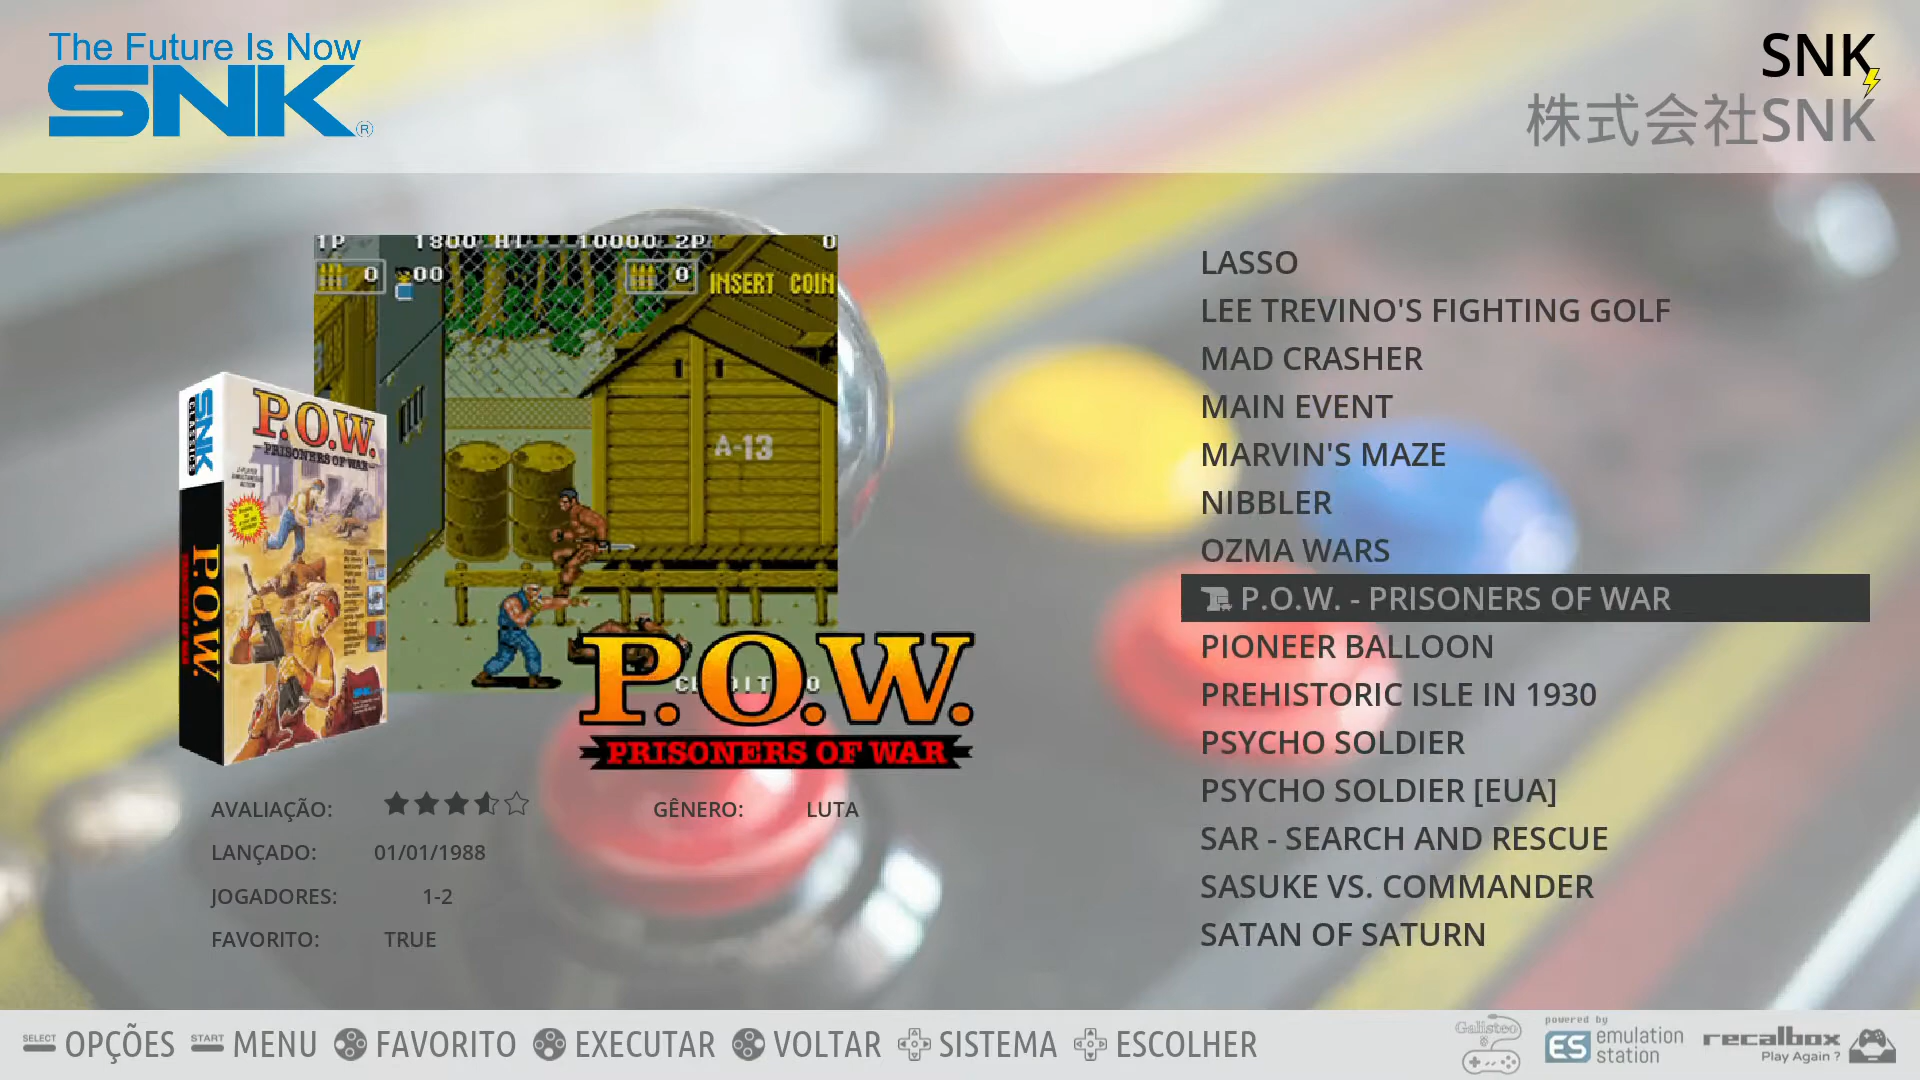 The Future Is Now
SNK®
SNK
株式会社SNK
1P 1800 HI 10000 2P 0
0 00 0 INSERT COIN
A-13
SNK CLASSICS
P.O.W.
PRISONERS OF WAR
P.O.W.
P.O.W.
PRISONERS OF WAR
AVALIAÇÃO:
GÊNERO: LUTA
LANÇADO: 01/01/1988
JOGADORES: 1-2
FAVORITO: TRUE
LASSO
LEE TREVINO'S FIGHTING GOLF
MAD CRASHER
MAIN EVENT
MARVIN'S MAZE
NIBBLER
OZMA WARS
P.O.W. - PRISONERS OF WAR
PIONEER BALLOON
PREHISTORIC ISLE IN 1930
PSYCHO SOLDIER
PSYCHO SOLDIER [EUA]
SAR - SEARCH AND RESCUE
SASUKE VS. COMMANDER
SATAN OF SATURN
SELECT OPÇÕES START MENU FAVORITO EXECUTAR VOLTAR SISTEMA ESCOLHER
Galisteo
powered by
ES emulation station
recalbox
Play Again ?